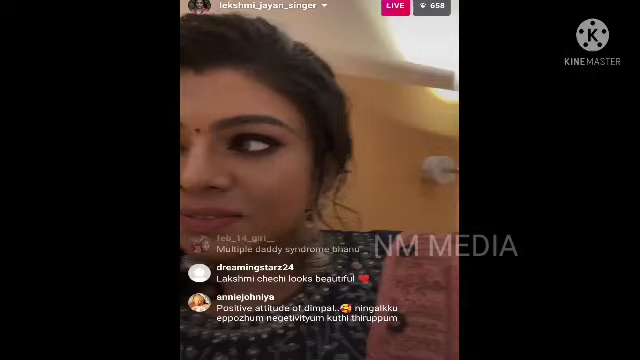 lekshmi_jayan_singer
LIVE
658
K
KINEMASTER
feb_14_girl__
Multiple daddy syndrome bhanu
NM MEDIA
dreamingstarz24
Lakshmi chechi looks beautiful ❤️
anniejohniya
Positive attitude of dimpal..🥰 ningalkku
eppozhum negetivityum kuthi thiruppum